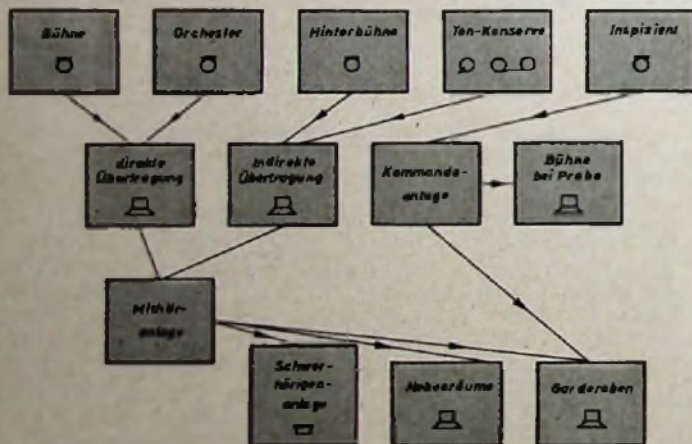 Bühne
Orchester
Hinterbühne
Ton-Konserve
Inspizient
direkte
Übertragung
Indirekte
Übertragung
Kommando-
anlage
Bühne
bei Probe
Mithör-
anlage
Schwer-
hörigen-
anlage
Nebenräume
Garderoben